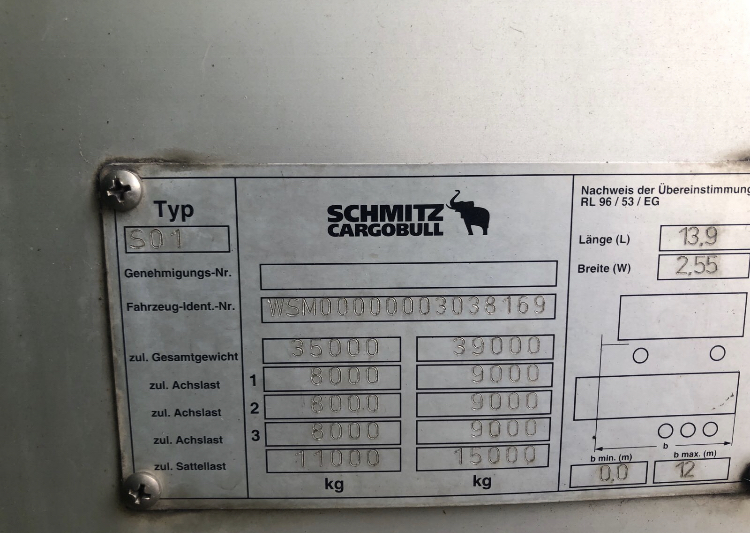 Typ
S01
SCHMITZ
CARGOBULL
Genehmigungs-Nr.
Fahrzeug-Ident.-Nr. WSM00000003038169
zul. Gesamtgewicht 35000 39000
zul. Achslast 1 8000 9000
zul. Achslast 2 8000 9000
zul. Achslast 3 8000 9000
zul. Sattellast 11000 15000
kg kg
Nachweis der Übereinstimmung
RL 96 / 53 / EG
Länge (L) 13,9
Breite (W) 2,55
b
b min. (m) b max. (m)
0,0 12